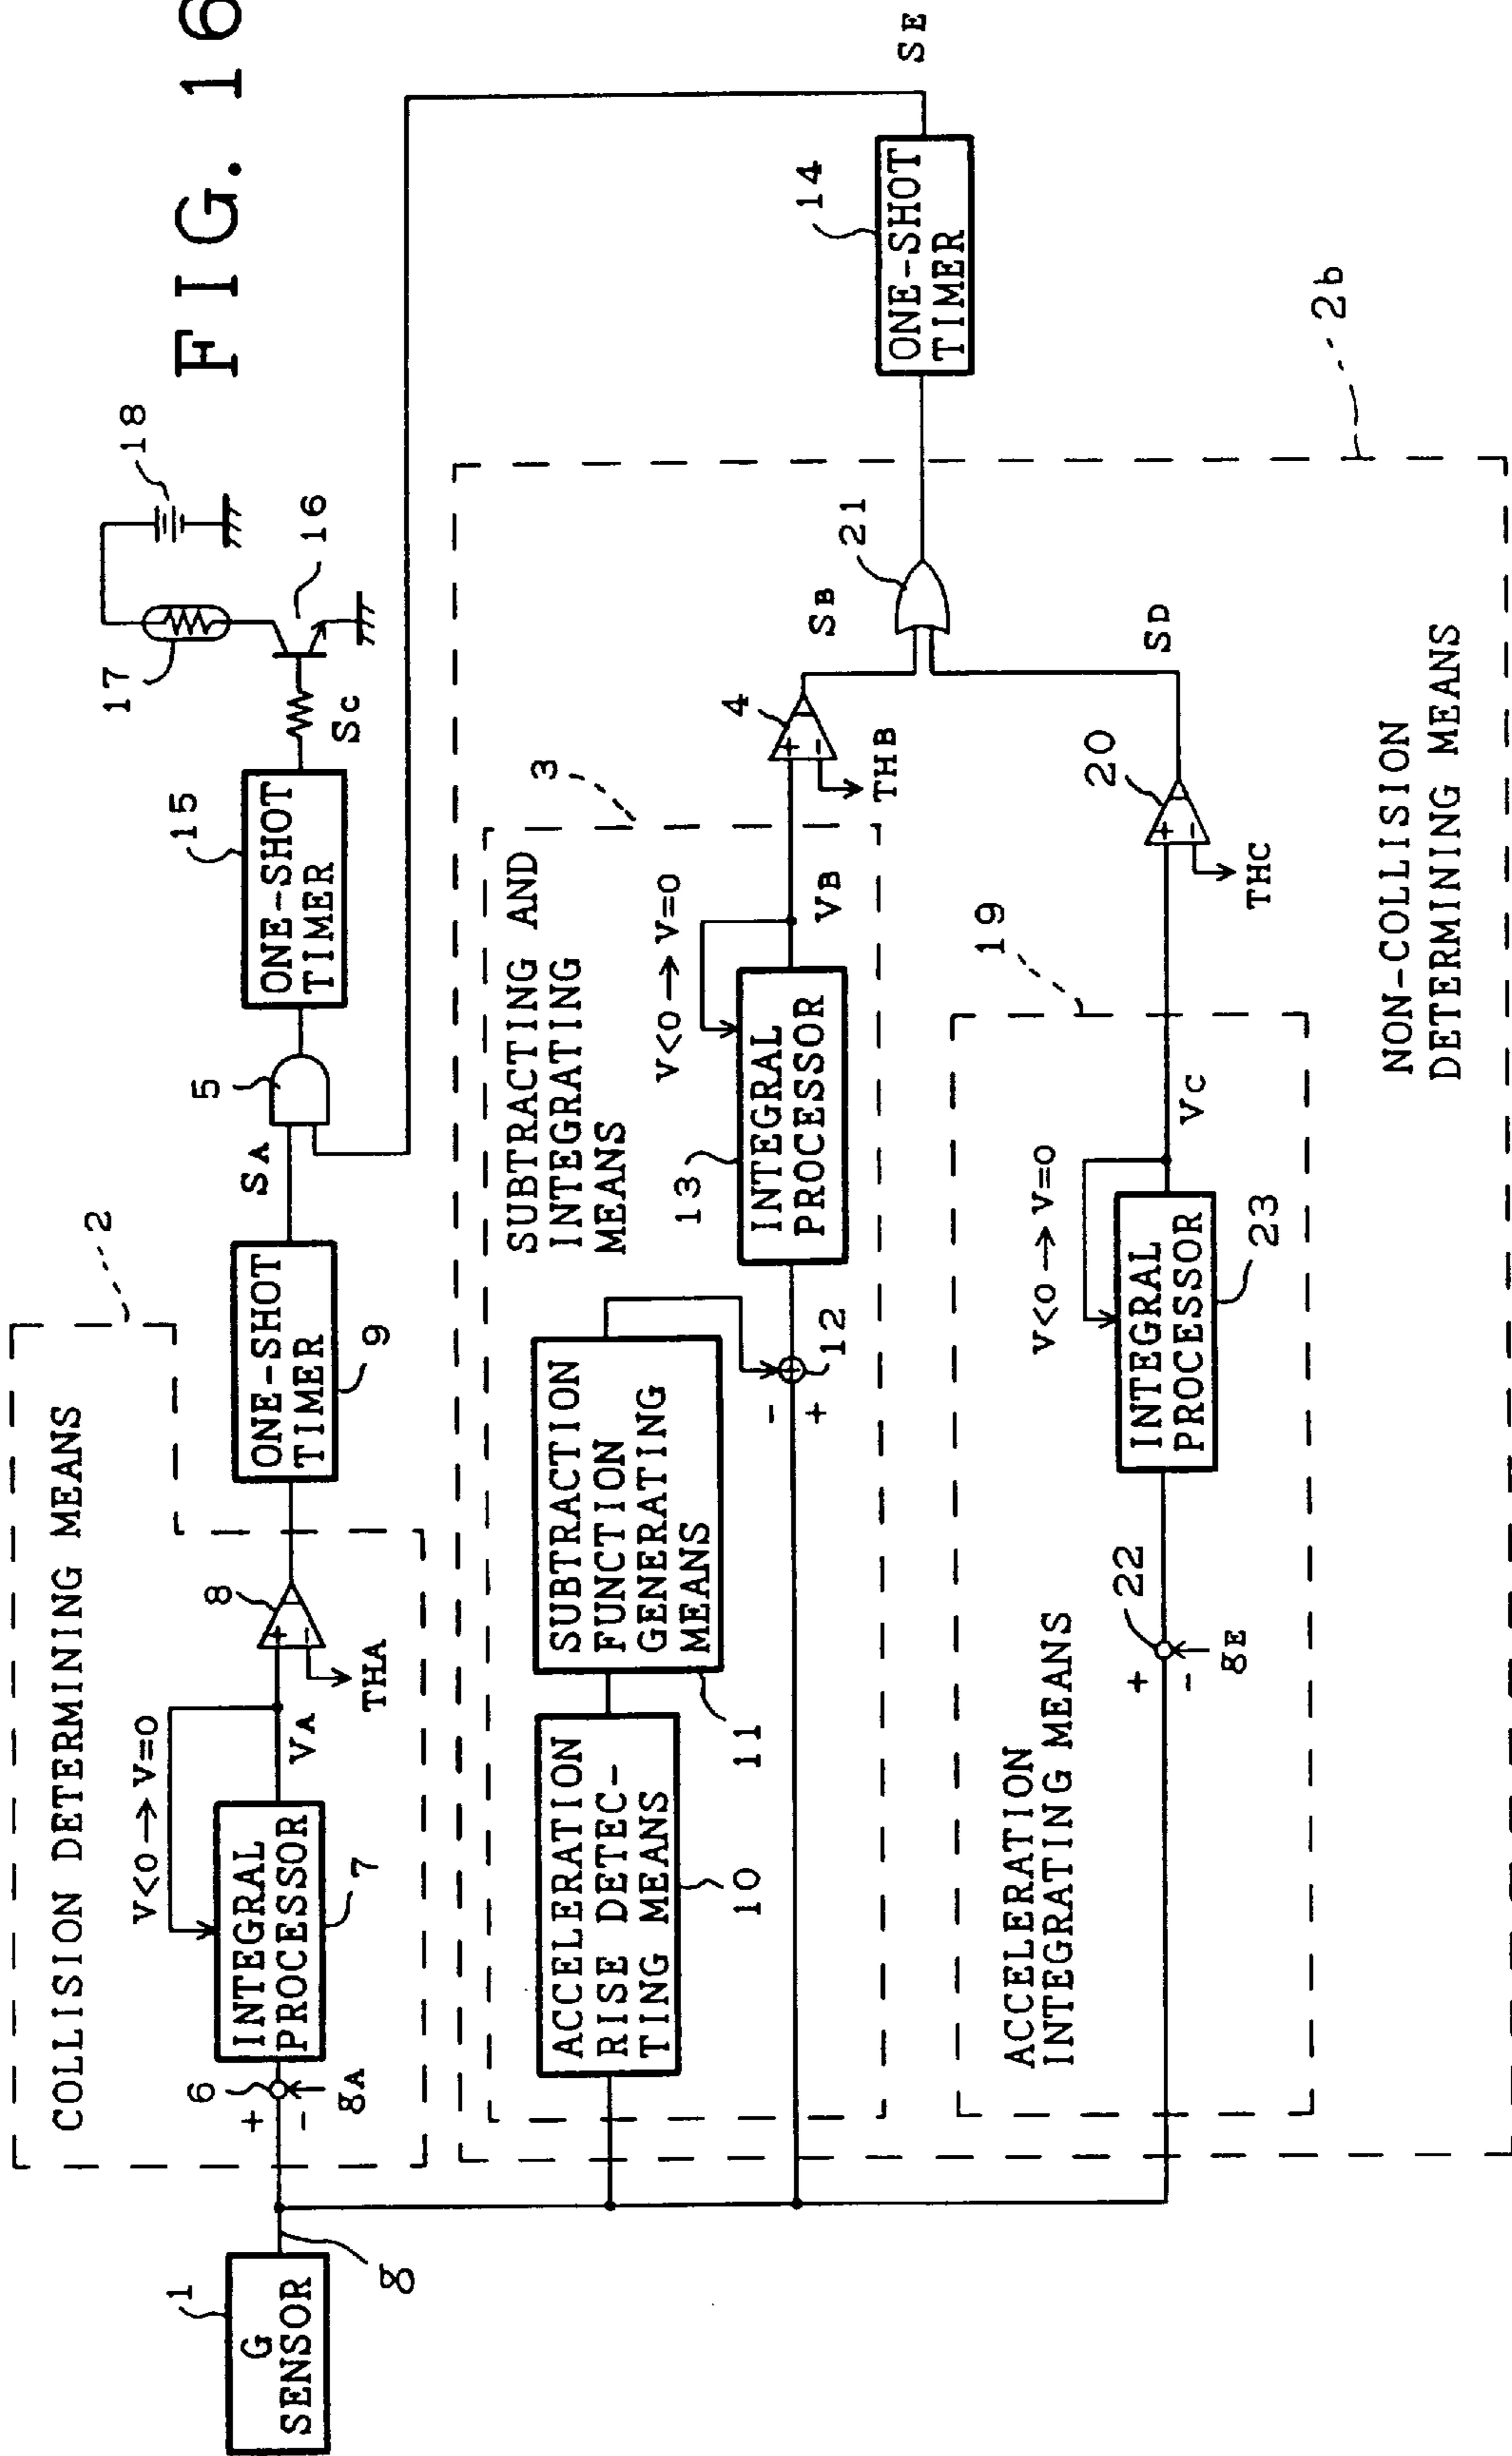 FIG. 16
COLLISION DETERMINING MEANS
2
1
G
SENSOR
g
+
-
6
gA
INTEGRAL
PROCESSOR
7
V<0→V=0
VA
+
-
8
THA
ONE-SHOT
TIMER
9
SA
5
ONE-SHOT
TIMER
15
SC
16
17
18
SUBTRACTING AND
INTEGRATING
MEANS
3
ACCELERATION
RISE DETEC-
TING MEANS
10
SUBTRACTION
FUNCTION
GENERATING
MEANS
11
-
+
12
INTEGRAL
PROCESSOR
13
V<0→V=0
VB
+
-
4
THB
SB
21
ONE-SHOT
TIMER
14
SE
ACCELERATION
INTEGRATING MEANS
19
+
-
22
gE
INTEGRAL
PROCESSOR
23
V<0→V=0
VC
+
-
20
THC
SD
NON-COLLISION
DETERMINING MEANS
2b